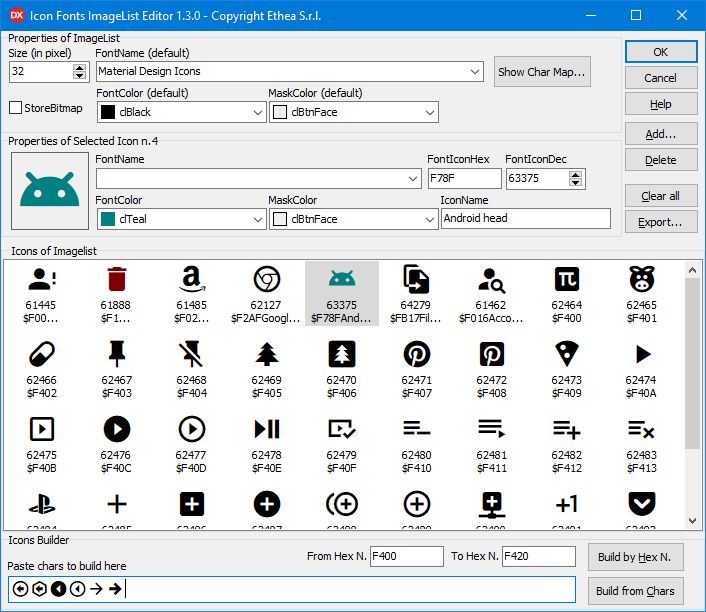 DX Icon Fonts ImageList Editor 1.3.0 - Copyright Ethea S.r.l.
Properties of ImageList
Size (in pixel) FontName (default)
32 Material Design Icons Show Char Map...
FontColor (default) MaskColor (default)
StoreBitmap clBlack clBtnFace
OK
Cancel
Help
Add...
Delete
Clear all
Export...
Properties of Selected Icon n.4
FontName FontIconHex FontIconDec
F78F 63375
FontColor MaskColor IconName
clTeal clBtnFace Android head
Icons of Imagelist
61445 61888 61485 62127 63375 64279 61462 62464 62465
$F00... $F1... $F02... $F2AFGoogl... $F78FAnd... $FB17Fil... $F016Acco... $F400 $F401
62466 62467 62468 62469 62470 62471 62472 62473 62474
$F402 $F403 $F404 $F405 $F406 $F407 $F408 $F409 $F40A
62475 62476 62477 62478 62479 62480 62481 62482 62483
$F40B $F40C $F40D $F40E $F40F $F410 $F411 $F412 $F413
+1
Icons Builder
From Hex N. F400 To Hex N. F420 Build by Hex N.
Paste chars to build here
Build from Chars